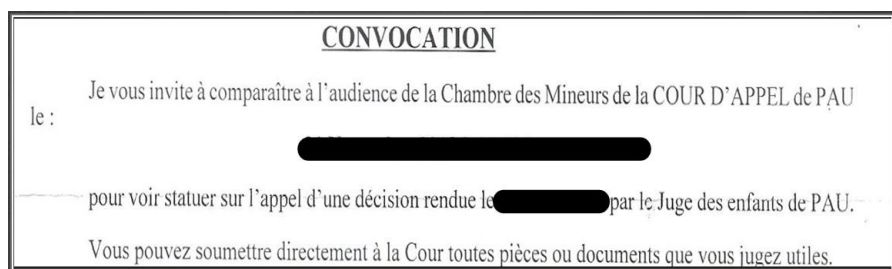 CONVOCATION
Je vous invite à comparaître à l'audience de la Chambre des Mineurs de la COUR D'APPEL de PAU
le :
pour voir statuer sur l'appel d'une décision rendue le par le Juge des enfants de PAU.
Vous pouvez soumettre directement à la Cour toutes pièces ou documents que vous jugez utiles.